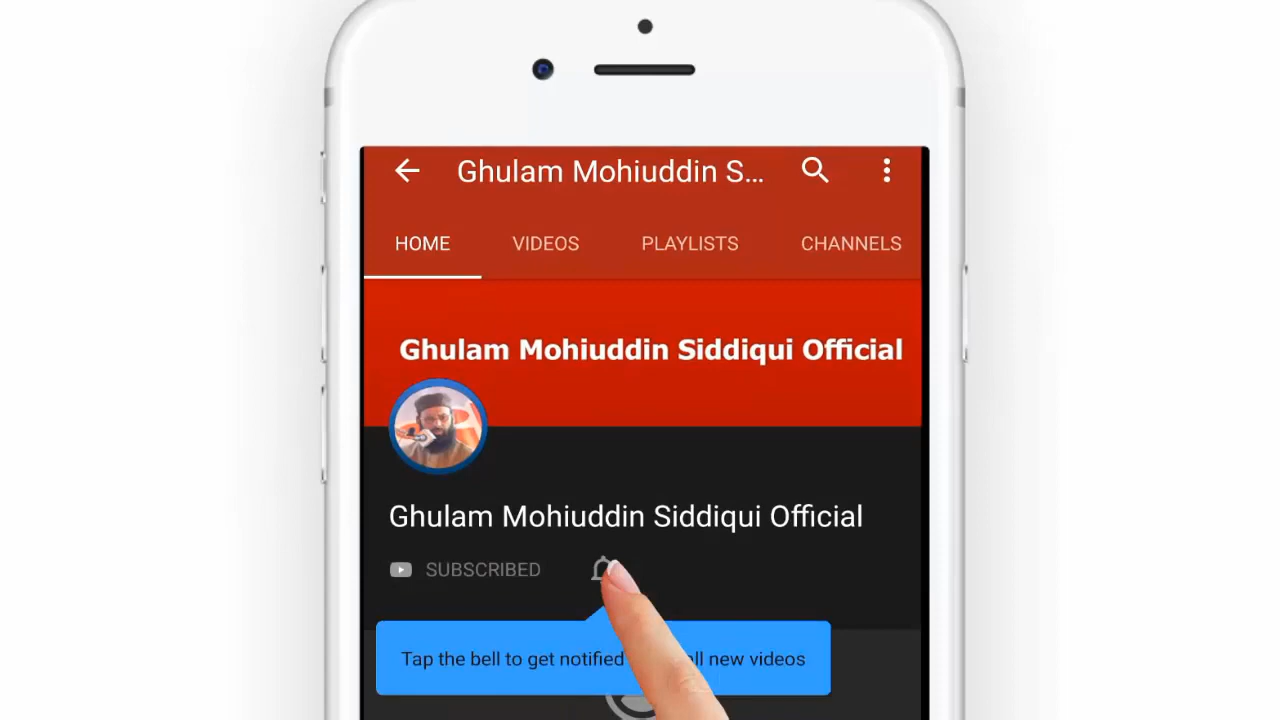 Ghulam Mohiuddin S...
HOME VIDEOS PLAYLISTS CHANNELS
Ghulam Mohiuddin Siddiqui Official
Ghulam Mohiuddin Siddiqui Official
SUBSCRIBED
Tap the bell to get notified all new videos